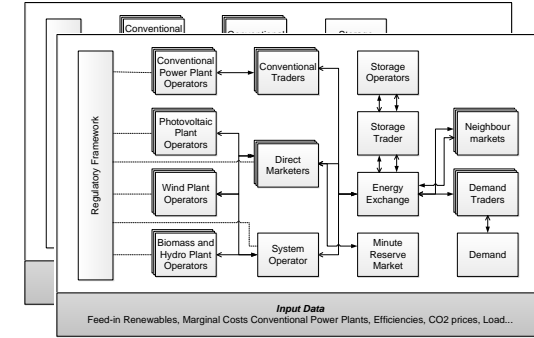 Conventional
Regulatory Framework
Conventional
Power Plant
Operators
Conventional
Traders
Storage
Operators
Photovoltaic
Plant
Operators
Storage
Trader
Neighbour
markets
Direct
Marketers
Wind Plant
Operators
Energy
Exchange
Demand
Traders
Biomass and
Hydro Plant
Operators
System
Operator
Minute
Reserve
Market
Demand
Input Data
Feed-in Renewables, Marginal Costs Conventional Power Plants, Efficiencies, CO2 prices, Load...